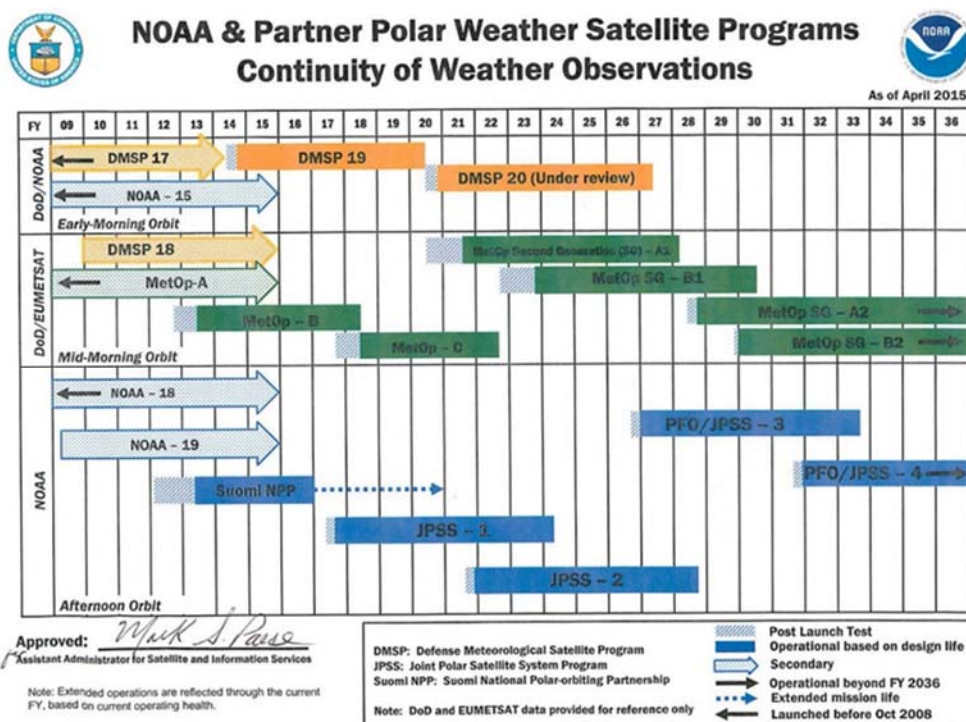 NOAA & Partner Polar Weather Satellite Programs
Continuity of Weather Observations
NOAA
As of April 2015
FY 09 10 11 12 13 14 15 16 17 18 19 20 21 22 23 24 25 26 27 28 29 30 31 32 33 34 35 36
DoD/NOAA
DMSP 17
DMSP 19
DMSP 20 (Under review)
NOAA - 15
Early-Morning Orbit
DoD/EUMETSAT
DMSP 18
MetOp Second Generation (SG) - A1
MetOp-A
MetOp SG - B1
MetOp - B
MetOp SG - A2
MetOp - C
MetOp SG - B2
Mid-Morning Orbit
NOAA
NOAA - 18
PFO/JPSS - 3
NOAA - 19
PFO/JPSS - 4
Suomi NPP
JPSS - 1
JPSS - 2
Afternoon Orbit
Approved:
Assistant Administrator for Satellite and Information Services
Note: Extended operations are reflected through the current
FY, based on current operating health.
DMSP: Defense Meteorological Satellite Program
JPSS: Joint Polar Satellite System Program
Suomi NPP: Suomi National Polar-orbiting Partnership
Note: DoD and EUMETSAT data provided for reference only
Post Launch Test
Operational based on design life
Secondary
Operational beyond FY 2036
Extended mission life
Launched before Oct 2008